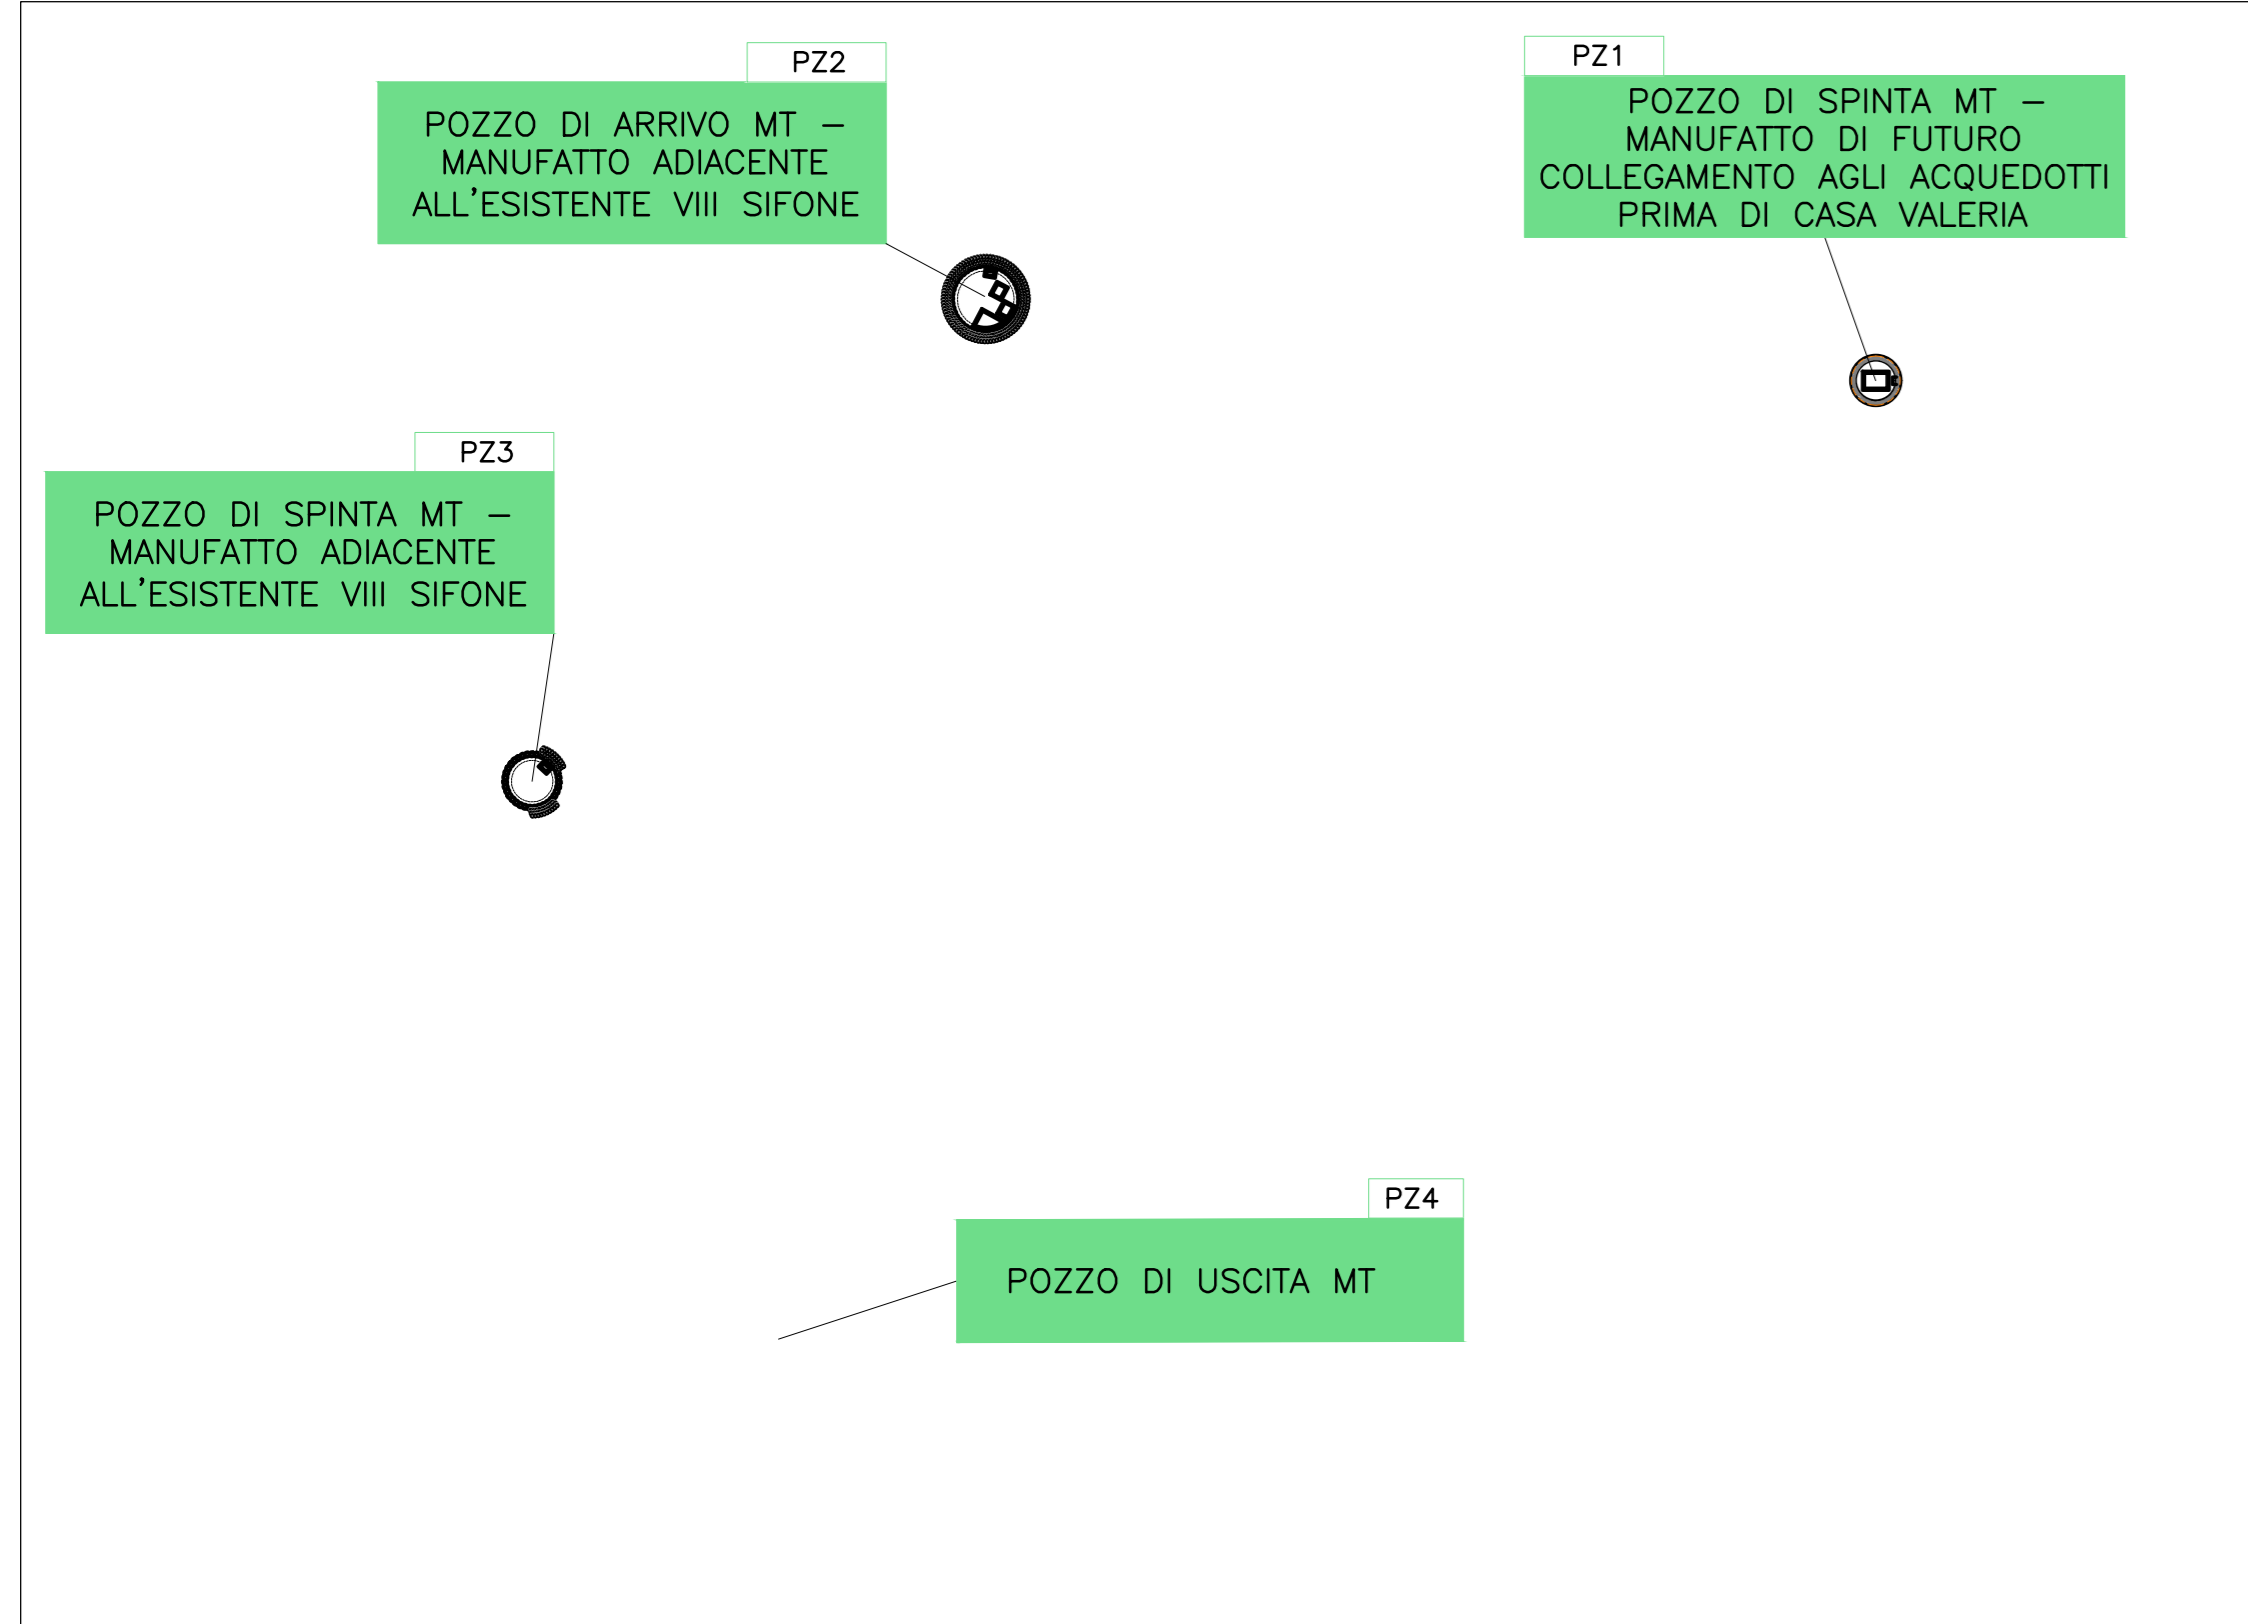 PZ2
POZZO DI ARRIVO MT –
MANUFATTO ADIACENTE
ALL'ESISTENTE VIII SIFONE
PZ1
POZZO DI SPINTA MT –
MANUFATTO DI FUTURO
COLLEGAMENTO AGLI ACQUEDOTTI
PRIMA DI CASA VALERIA
PZ3
POZZO DI SPINTA MT –
MANUFATTO ADIACENTE
ALL'ESISTENTE VIII SIFONE
PZ4
POZZO DI USCITA MT